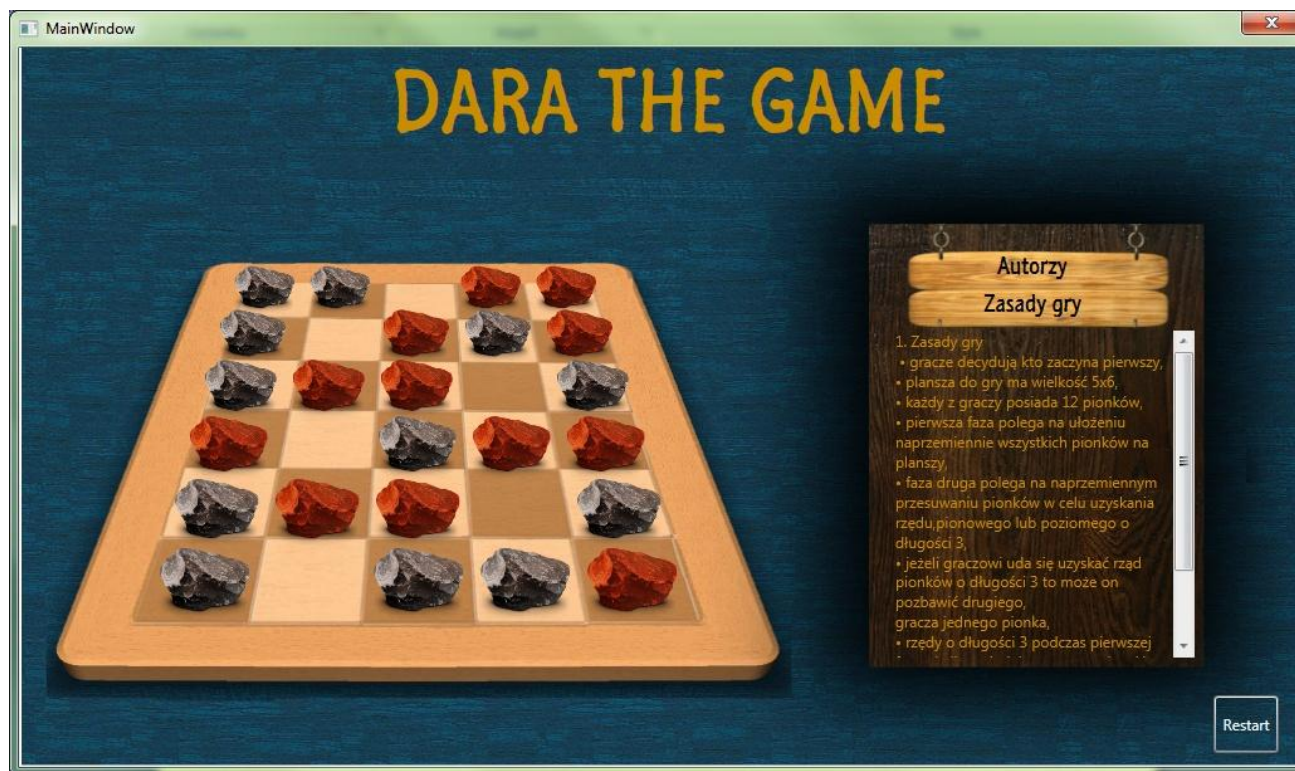 MainWindow
DARA THE GAME
Autorzy
Zasady gry
1. Zasady gry
• gracze decydują kto zaczyna pierwszy,
• plansza do gry ma wielkość 5x6,
• każdy z graczy posiada 12 pionków,
• pierwsza faza polega na ułożeniu
naprzemiennie wszystkich pionków na
planszy,
• faza druga polega na naprzemiennym
przesuwaniu pionków w celu uzyskania
rzędu,pionowego lub poziomego o
długości 3,
• jeżeli graczowi uda się uzyskać rząd
pionków o długości 3 to może on
pozbawić drugiego,
gracza jednego pionka,
• rzędy o długości 3 podczas pierwszej
Restart